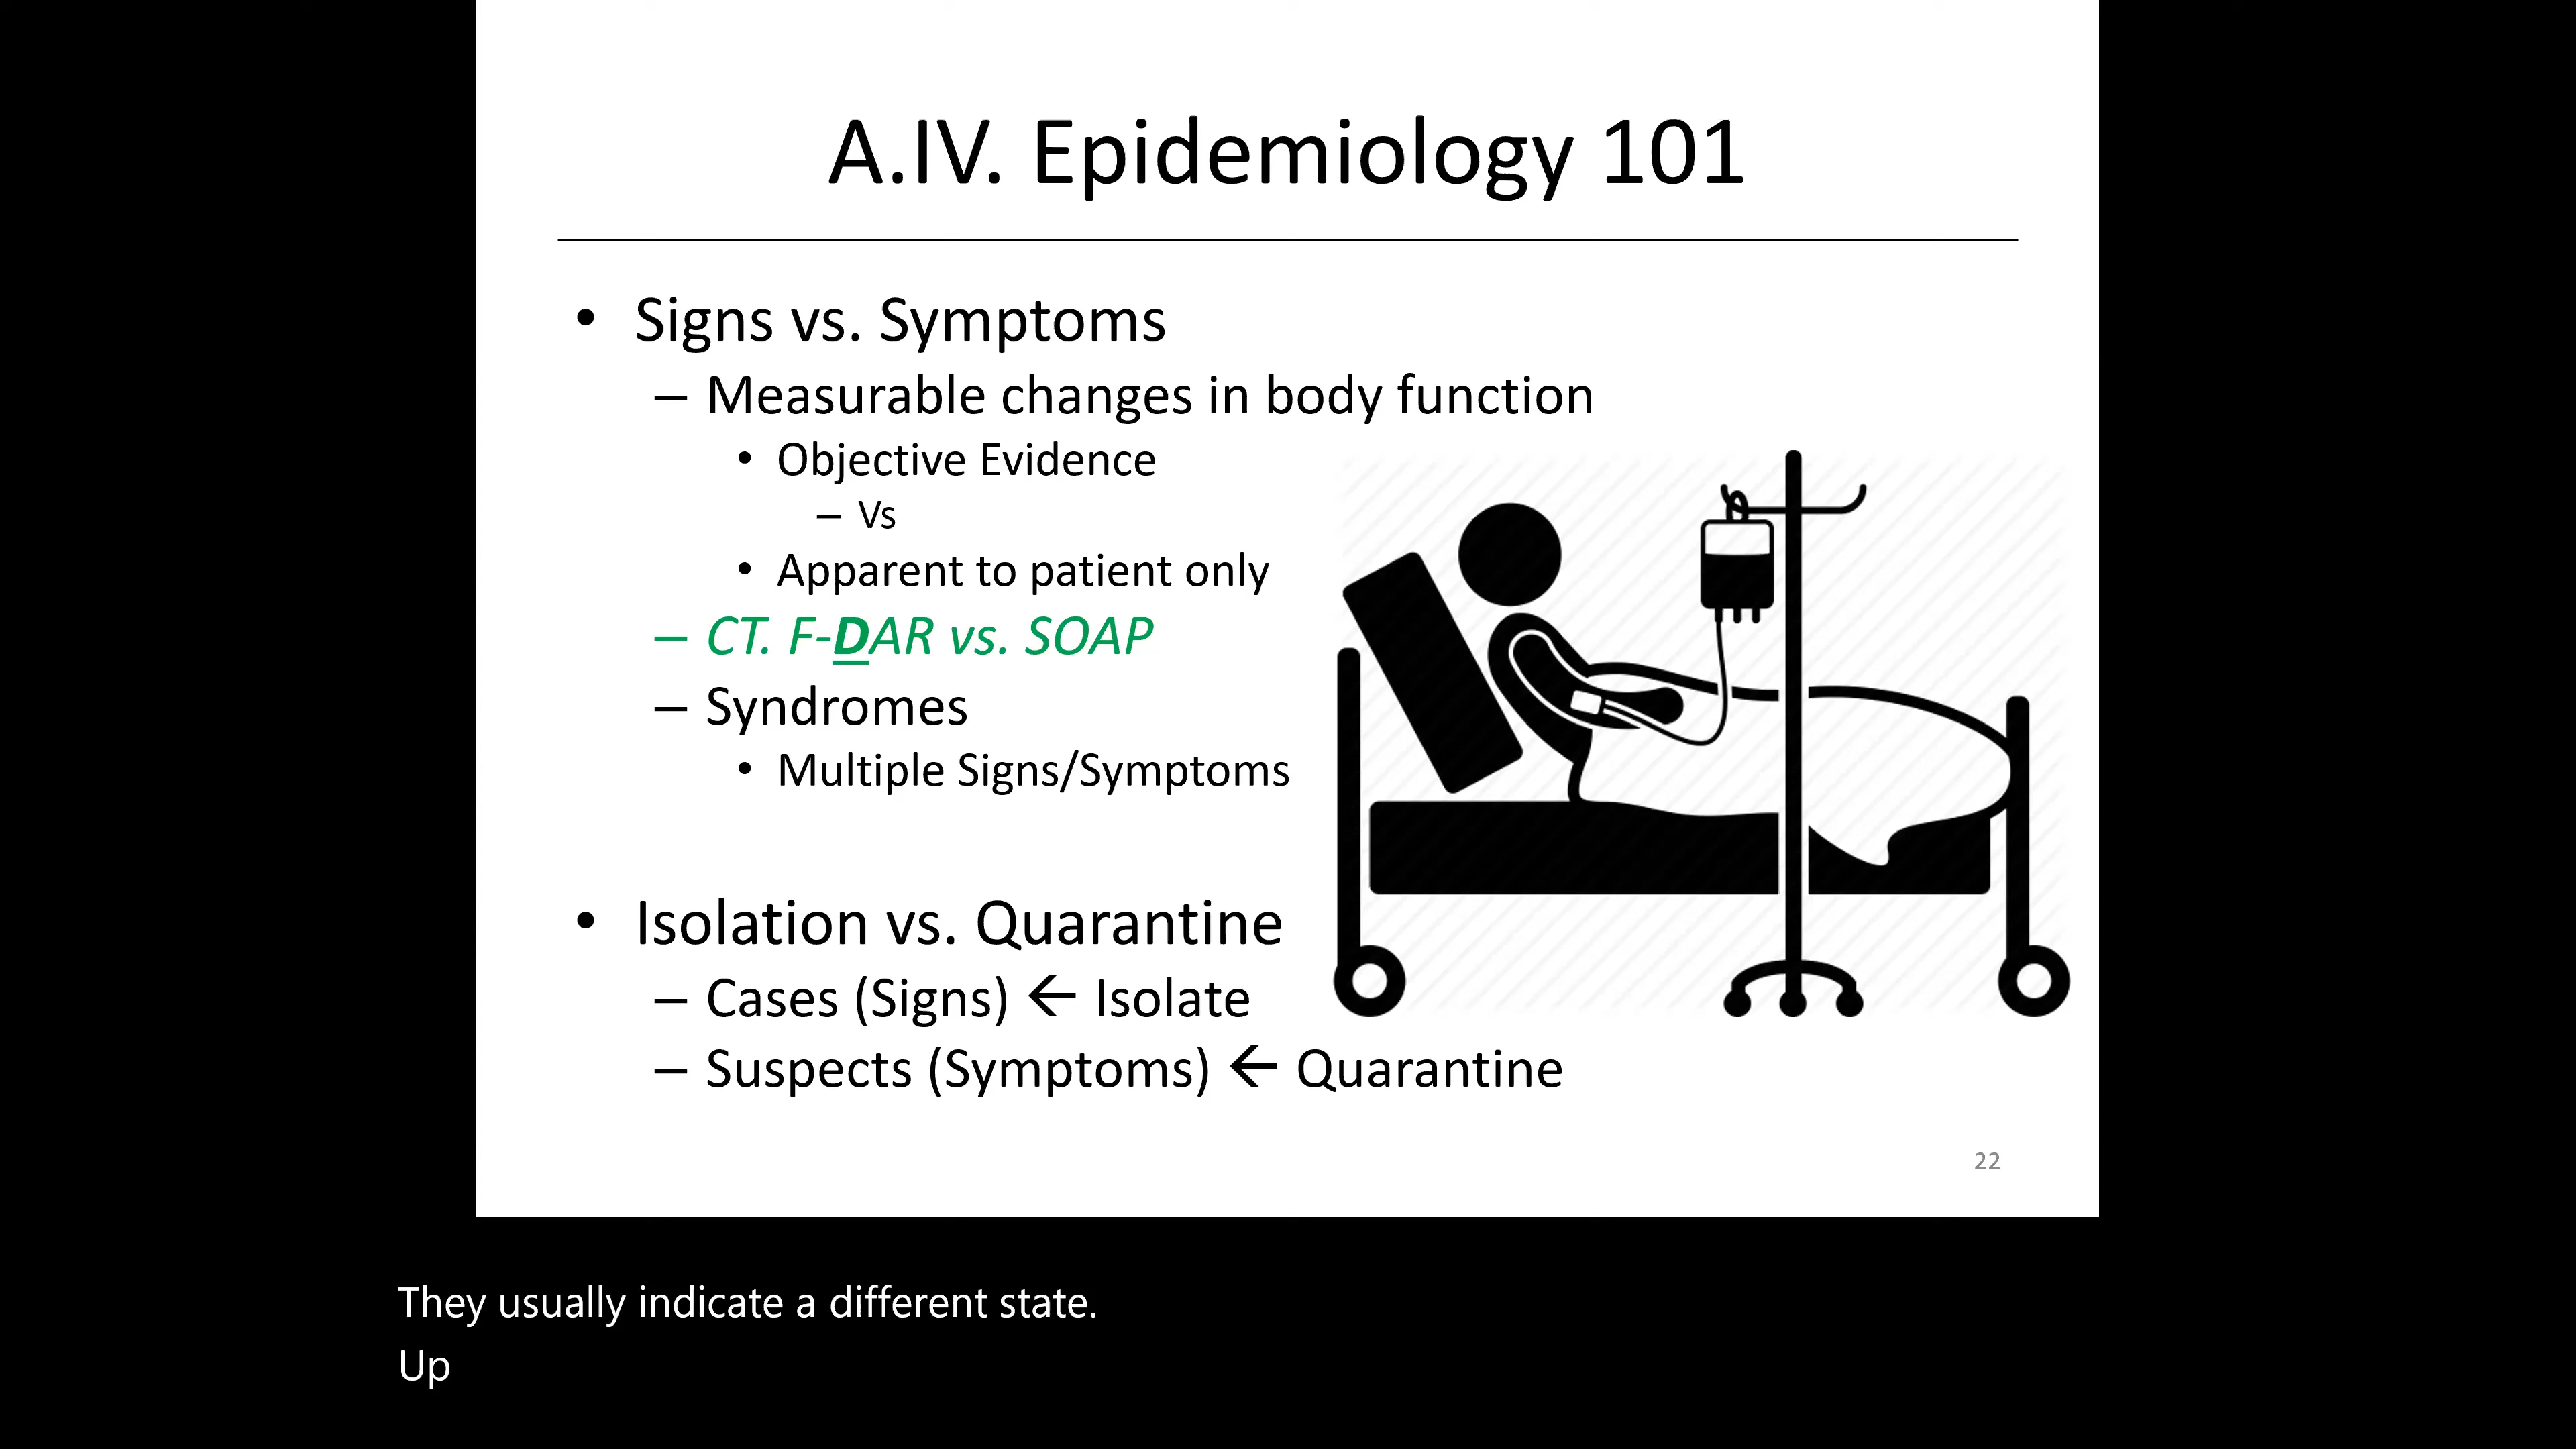 A.IV. Epidemiology 101
• Signs vs. Symptoms
– Measurable changes in body function
• Objective Evidence
– Vs
• Apparent to patient only
– CT. F-DAR vs. SOAP
– Syndromes
• Multiple Signs/Symptoms
• Isolation vs. Quarantine
– Cases (Signs) ← Isolate
– Suspects (Symptoms) ← Quarantine
22
They usually indicate a different state.
Up